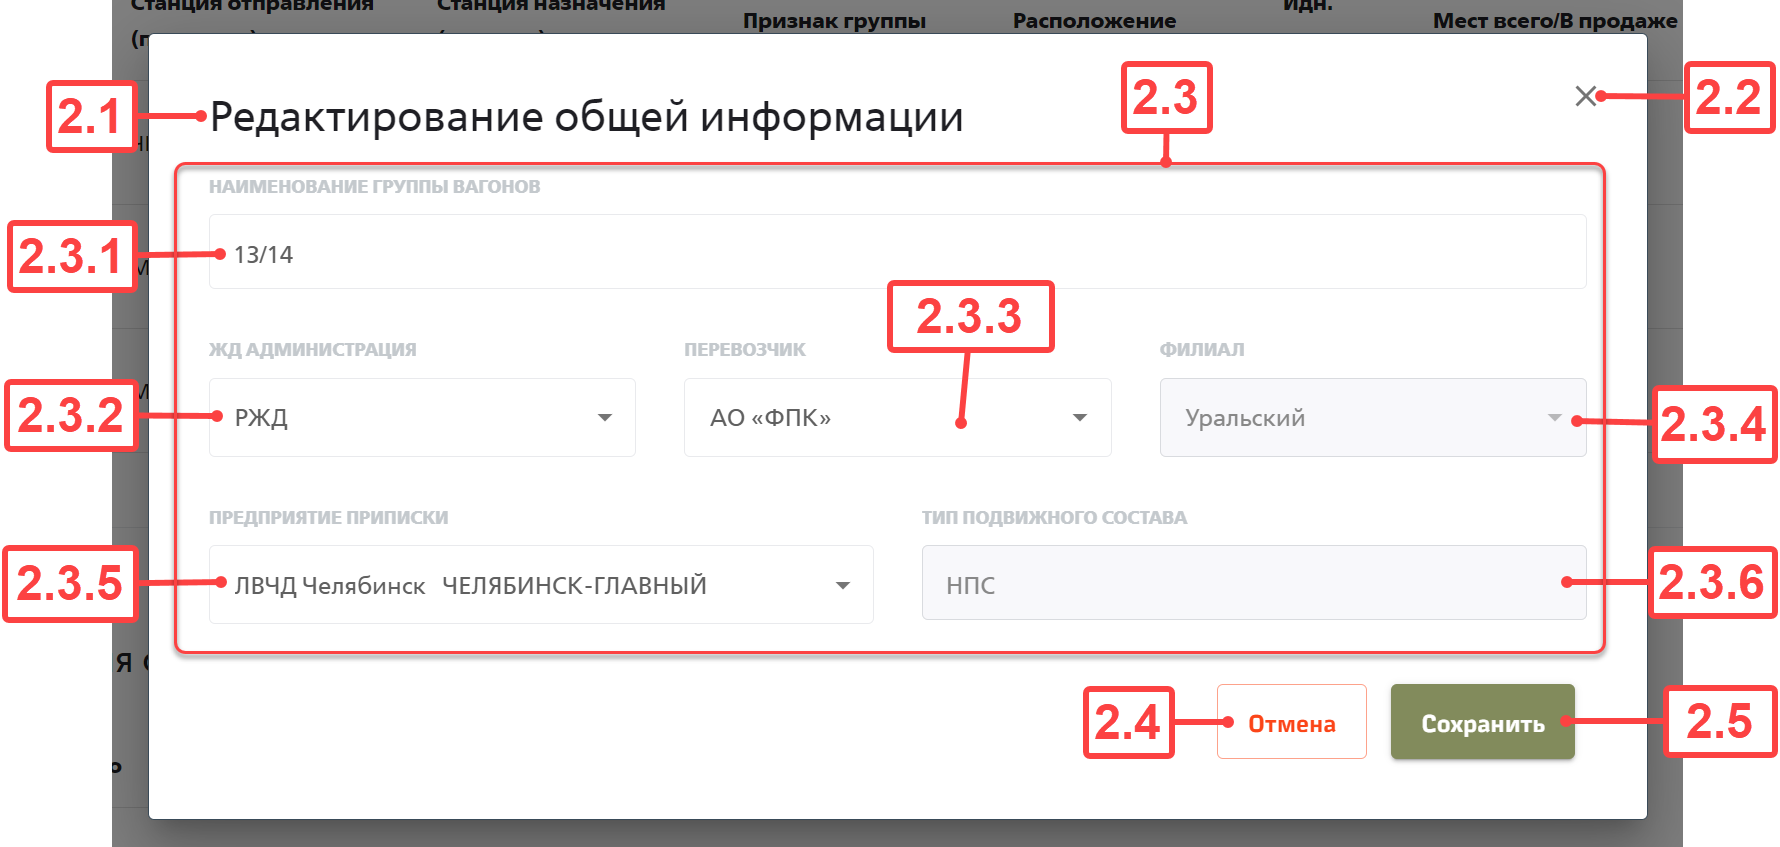 Станция отправления
Станция назначения
Идн.
Признак группы
Расположение
Мест всего/В продаже
2.1
Редактирование общей информации
2.3
2.2
НАИМЕНОВАНИЕ ГРУППЫ ВАГОНОВ
2.3.1
13/14
2.3.3
ЖД АДМИНИСТРАЦИЯ
ПЕРЕВОЗЧИК
ФИЛИАЛ
2.3.2
РЖД
АО «ФПК»
Уральский
2.3.4
ПРЕДПРИЯТИЕ ПРИПИСКИ
ТИП ПОДВИЖНОГО СОСТАВА
2.3.5
ЛВЧД Челябинск ЧЕЛЯБИНСК-ГЛАВНЫЙ
НПС
2.3.6
2.4
Отмена
Сохранить
2.5